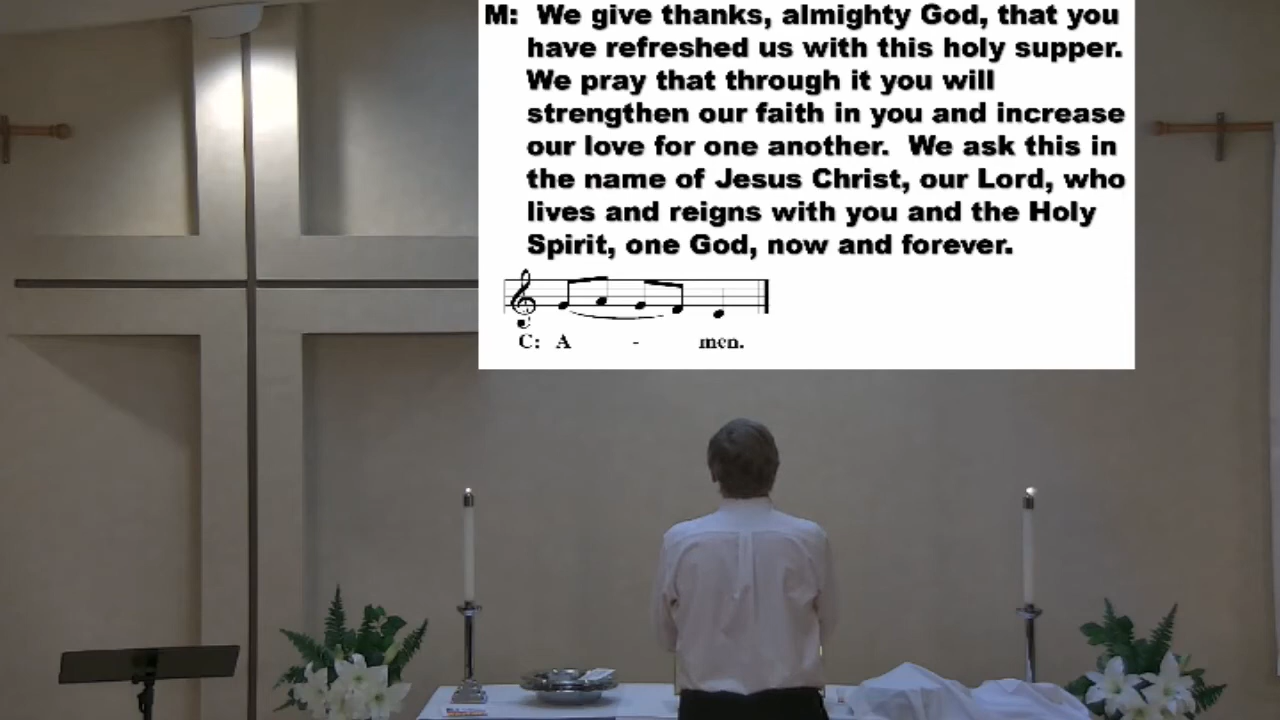 M: We give thanks, almighty God, that you
have refreshed us with this holy supper.
We pray that through it you will
strengthen our faith in you and increase
our love for one another. We ask this in
the name of Jesus Christ, our Lord, who
lives and reigns with you and the Holy
Spirit, one God, now and forever.
C: A - men.